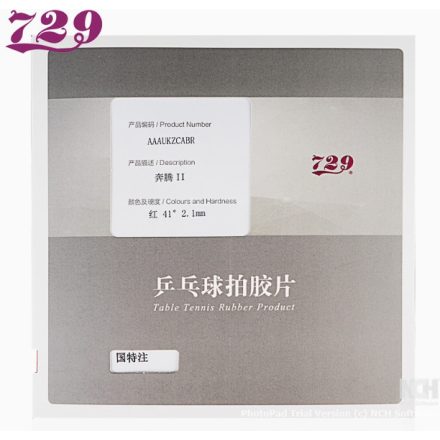 729
产品编码 / Product Number
AAAUKZCABR
产品描述 / Description
奔腾 II
颜色及硬度 / Colours and Hardness
红 41° 2.1mm
729
乒乓球拍胶片
Table Tennis Rubber Product
国特注
NCH
PhotoPad Trial Version (c) NCH Software